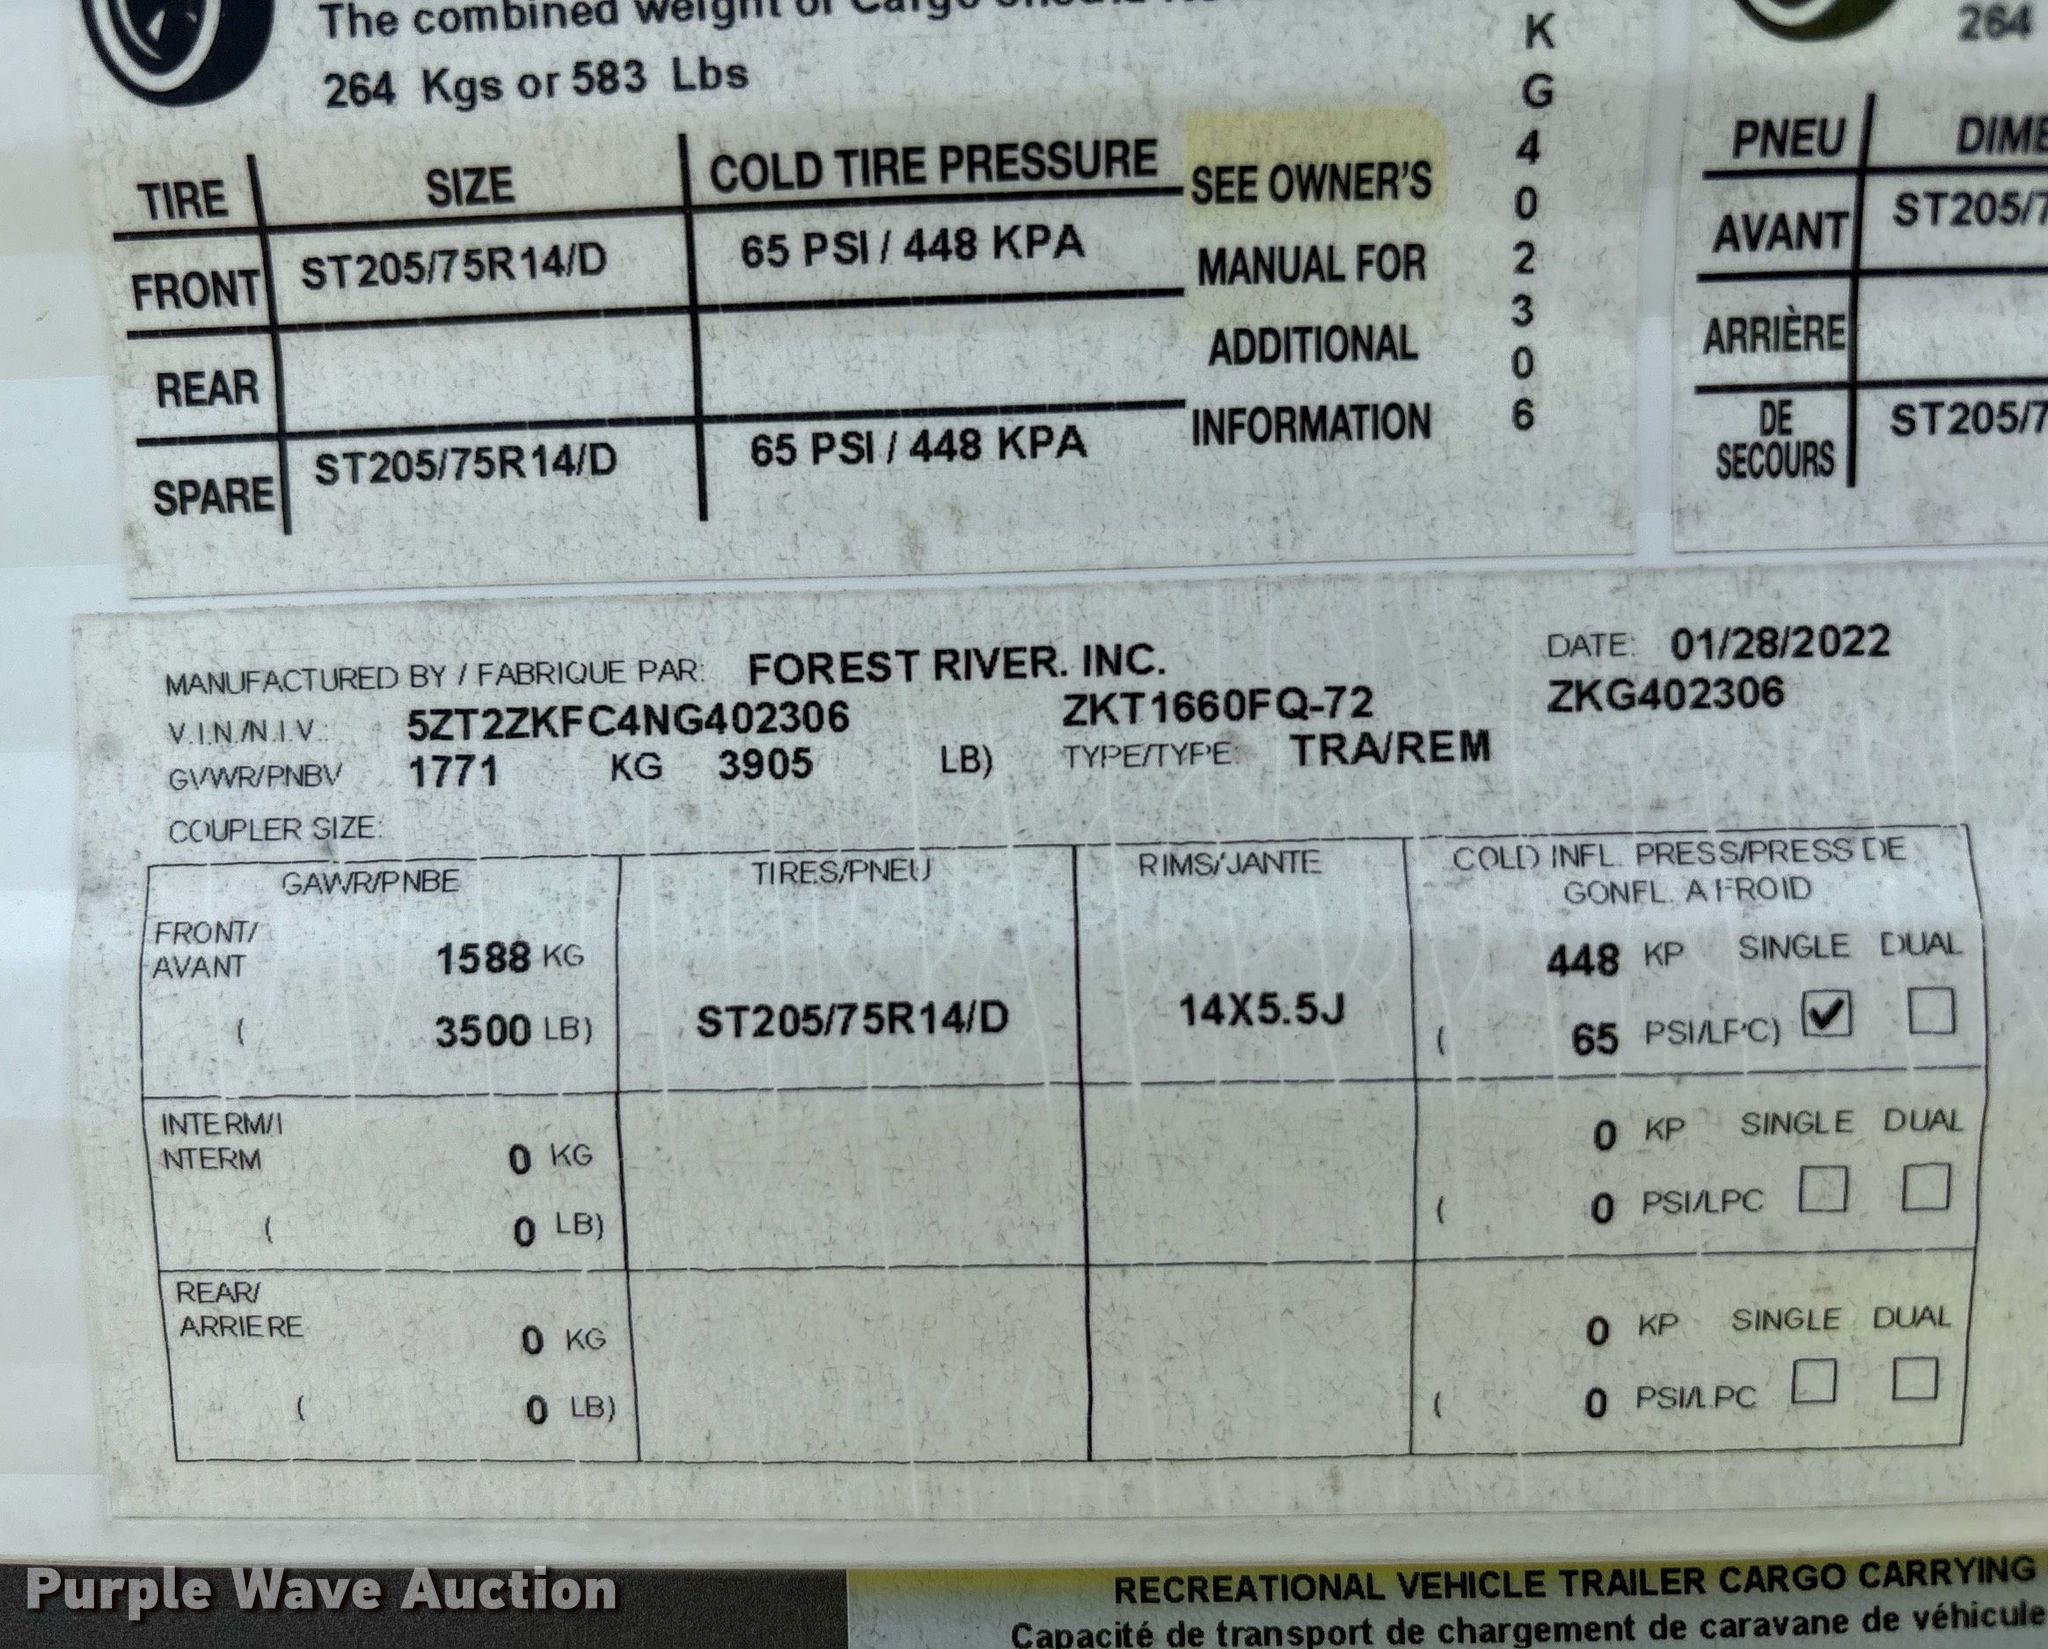 The combined weight of Cargo should
264 Kgs or 583 Lbs
TIRE SIZE COLD TIRE PRESSURE SEE OWNER'S
FRONT ST205/75R14/D 65 PSI / 448 KPA MANUAL FOR
REAR ADDITIONAL
SPARE ST205/75R14/D 65 PSI / 448 KPA INFORMATION
K
G
4
0
2
3
0
6
264
PNEU DIME
AVANT ST205/7
ARRIÈRE
DE
SECOURS ST205/7
MANUFACTURED BY / FABRIQUE PAR: FOREST RIVER. INC. DATE: 01/28/2022
V.I.N./N.I.V.: 5ZT2ZKFC4NG402306 ZKT1660FQ-72 ZKG402306
GVWR/PNBV 1771 KG 3905 LB) TYPE/TYPE: TRA/REM
COUPLER SIZE:
GAWR/PNBE TIRES/PNEU RIMS/JANTE COLD INFL. PRESS/PRESS DE
GONFL. A FROID
FRONT/
AVANT 1588 KG 448 KP SINGLE DUAL
( 3500 LB) ST205/75R14/D 14X5.5J ( 65 PSI/LPC)
INTERM/I
NTERM 0 KG 0 KP SINGLE DUAL
( 0 LB) ( 0 PSI/LPC
REAR/
ARRIERE 0 KG 0 KP SINGLE DUAL
( 0 LB) ( 0 PSI/LPC
Purple Wave Auction
RECREATIONAL VEHICLE TRAILER CARGO CARRYING
Capacité de transport de chargement de caravane de véhicule